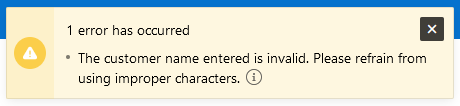 1 error has occurred
The customer name entered is invalid. Please refrain from
using improper characters.